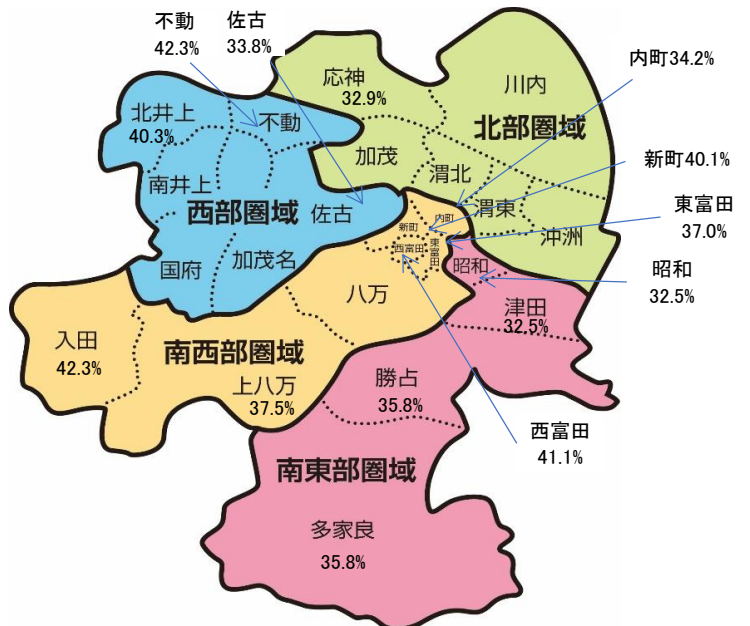 不動
42.3%
佐古
33.8%
内町34.2%
新町40.1%
東富田
37.0%
昭和
32.5%
西富田
41.1%
応神
32.9%
川内
北部圏域
加茂
渭北
渭東
沖洲
北井上
40.3%
不動
南井上
西部圏域
佐古
国府
加茂名
新町
内町
西富田
東富田
八万
入田
42.3%
南西部圏域
上八万
37.5%
昭和
津田
32.5%
勝占
35.8%
南東部圏域
多家良
35.8%